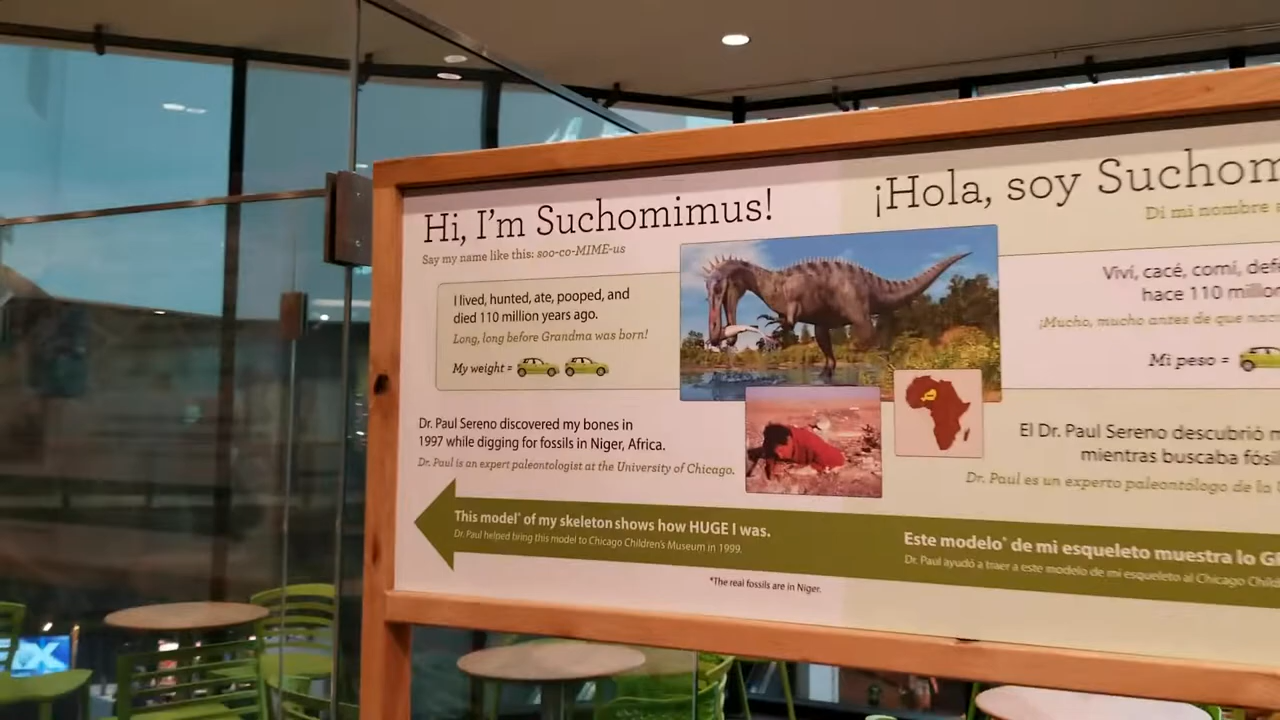 Hi, I'm Suchomimus!
Say my name like this: soo-co-MIME-us
I lived, hunted, ate, pooped, and
died 110 million years ago.
Long, long before Grandma was born!
My weight =
Dr. Paul Sereno discovered my bones in
1997 while digging for fossils in Niger, Africa.
Dr. Paul is an expert paleontologist at the University of Chicago.
This model* of my skeleton shows how HUGE I was.
Dr. Paul helped bring this model to Chicago Children's Museum in 1999.
*The real fossils are in Niger.
¡Hola, soy Suchom
Di mi nombre
Viví, cacé, comí, def
hace 110 millon
¡Mucho, mucho antes de que nac
Mi peso =
El Dr. Paul Sereno descubrió
mientras buscaba fósil
Dr. Paul es un experto paleontólogo de la
Este modelo* de mi esqueleto muestra lo G
Dr. Paul ayudó a traer a este modelo de mi esqueleto al Chicago Child